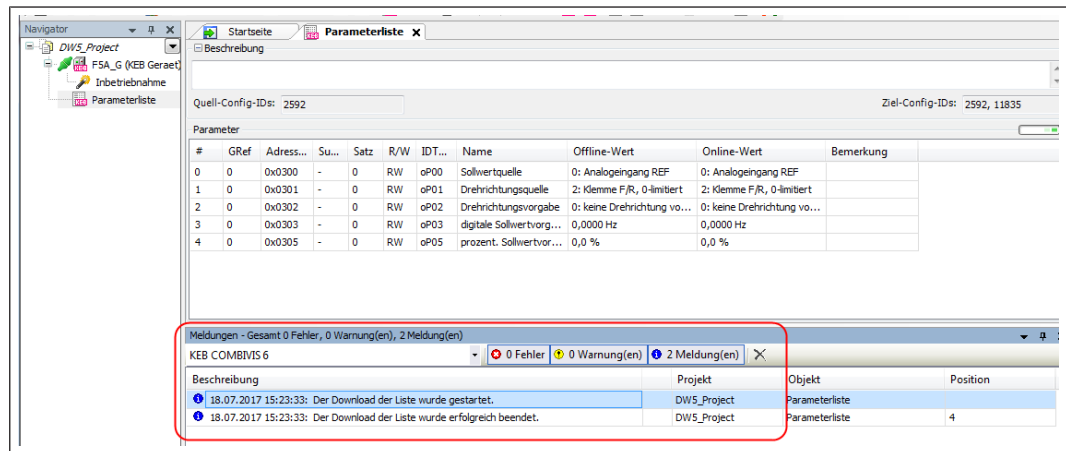 Navigator
Startseite Parameterliste
DW5_Project
F5A_G (KEB Geraet)
Inbetriebnahme
Parameterliste
Beschreibung
Quell-Config-IDs: 2592 Ziel-Config-IDs: 2592, 11835
Parameter
# GRef Adress... Su... Satz R/W IDT... Name Offline-Wert Online-Wert Bemerkung
0 0 0x0300 - 0 RW oP00 Sollwertquelle 0: Analogeingang REF 0: Analogeingang REF
1 0 0x0301 - 0 RW oP01 Drehrichtungsquelle 2: Klemme F/R, 0-limitiert 2: Klemme F/R, 0-limitiert
2 0 0x0302 - 0 RW oP02 Drehrichtungsvorgabe 0: keine Drehrichtung vo... 0: keine Drehrichtung vo...
3 0 0x0303 - 0 RW oP03 digitale Sollwertvorg... 0,0000 Hz 0,0000 Hz
4 0 0x0305 - 0 RW oP05 prozent. Sollwertvor... 0,0 % 0,0 %
Meldungen - Gesamt 0 Fehler, 0 Warnung(en), 2 Meldung(en)
KEB COMBIVIS 6 0 Fehler 0 Warnung(en) 2 Meldung(en)
Beschreibung Projekt Objekt Position
18.07.2017 15:23:33: Der Download der Liste wurde gestartet. DW5_Project Parameterliste
18.07.2017 15:23:33: Der Download der Liste wurde erfolgreich beendet. DW5_Project Parameterliste 4